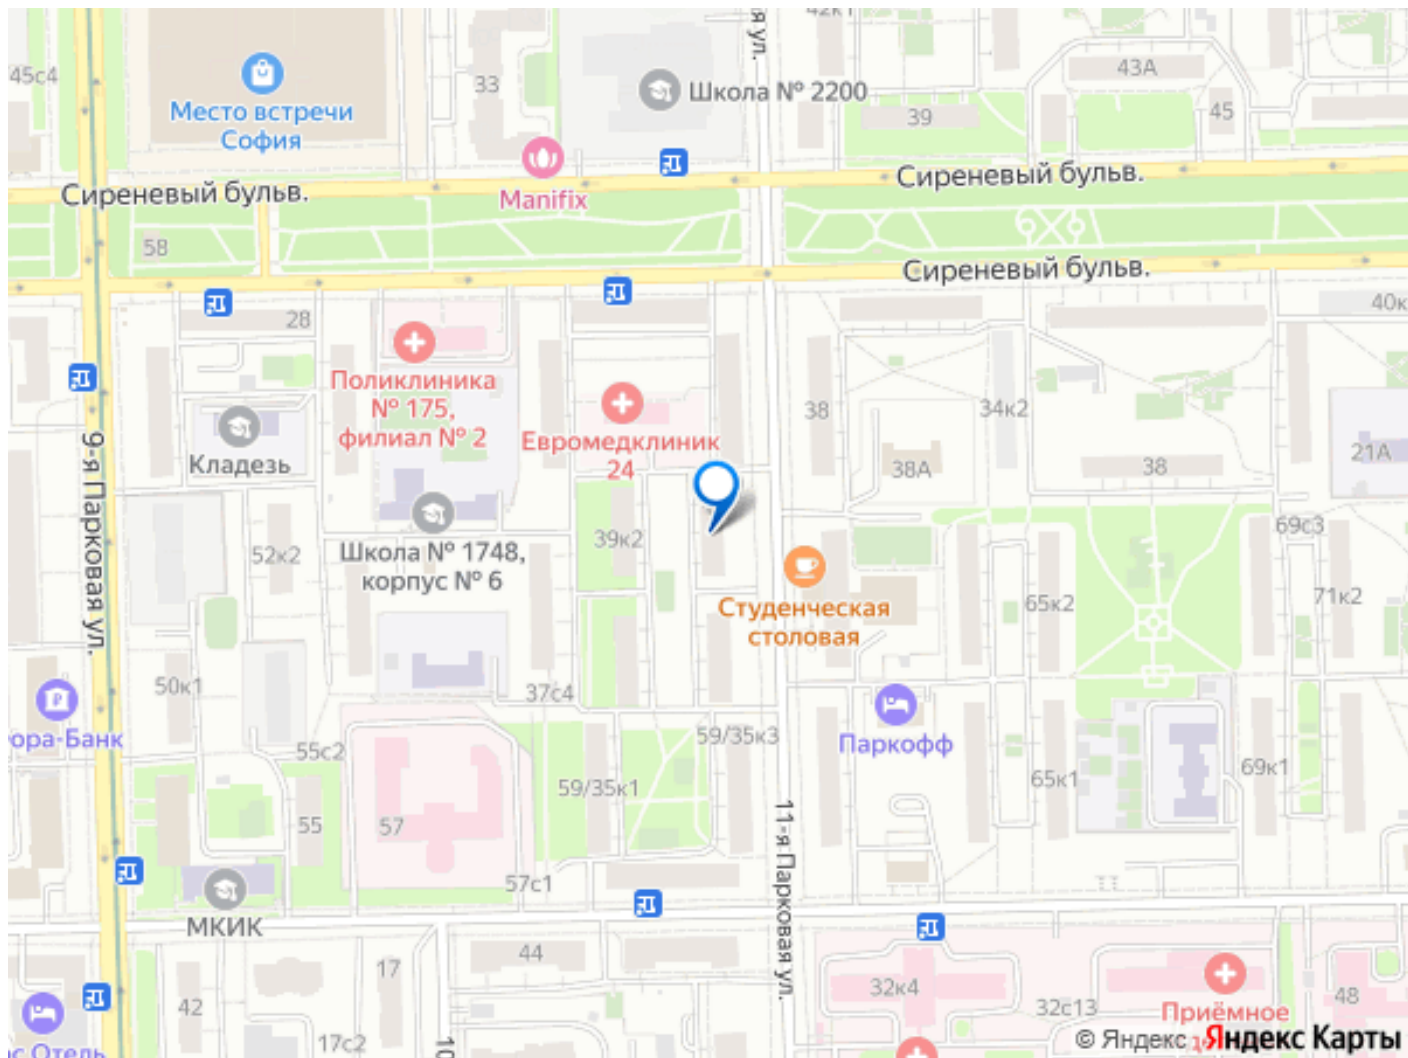 я ул.
42к1
45с4
33
Школа № 2200
43А
Место встречи
София
39
45
Manifix
Сиреневый бульв.
Сиреневый бульв.
58
Сиреневый бульв.
28
40к
Поликлиника
№ 175,
филиал № 2
Евромедклиник
24
38
34к2
9-я Парковая ул.
Кладезь
38А
38
21А
Школа № 1748,
корпус № 6
52к2
39к2
69с3
Студенческая
столовая
65к2
71к2
50к1
37с4
ора-Банк
55с2
59/35к3
Паркофф
59/35к1
65к1
69к1
55
57
11-я Парковая ул.
57с1
МКИК
44
17
42
17с2
10
32к4
32с13
48
Приёмное
с Отель
© Яндекс Яндекс Карты